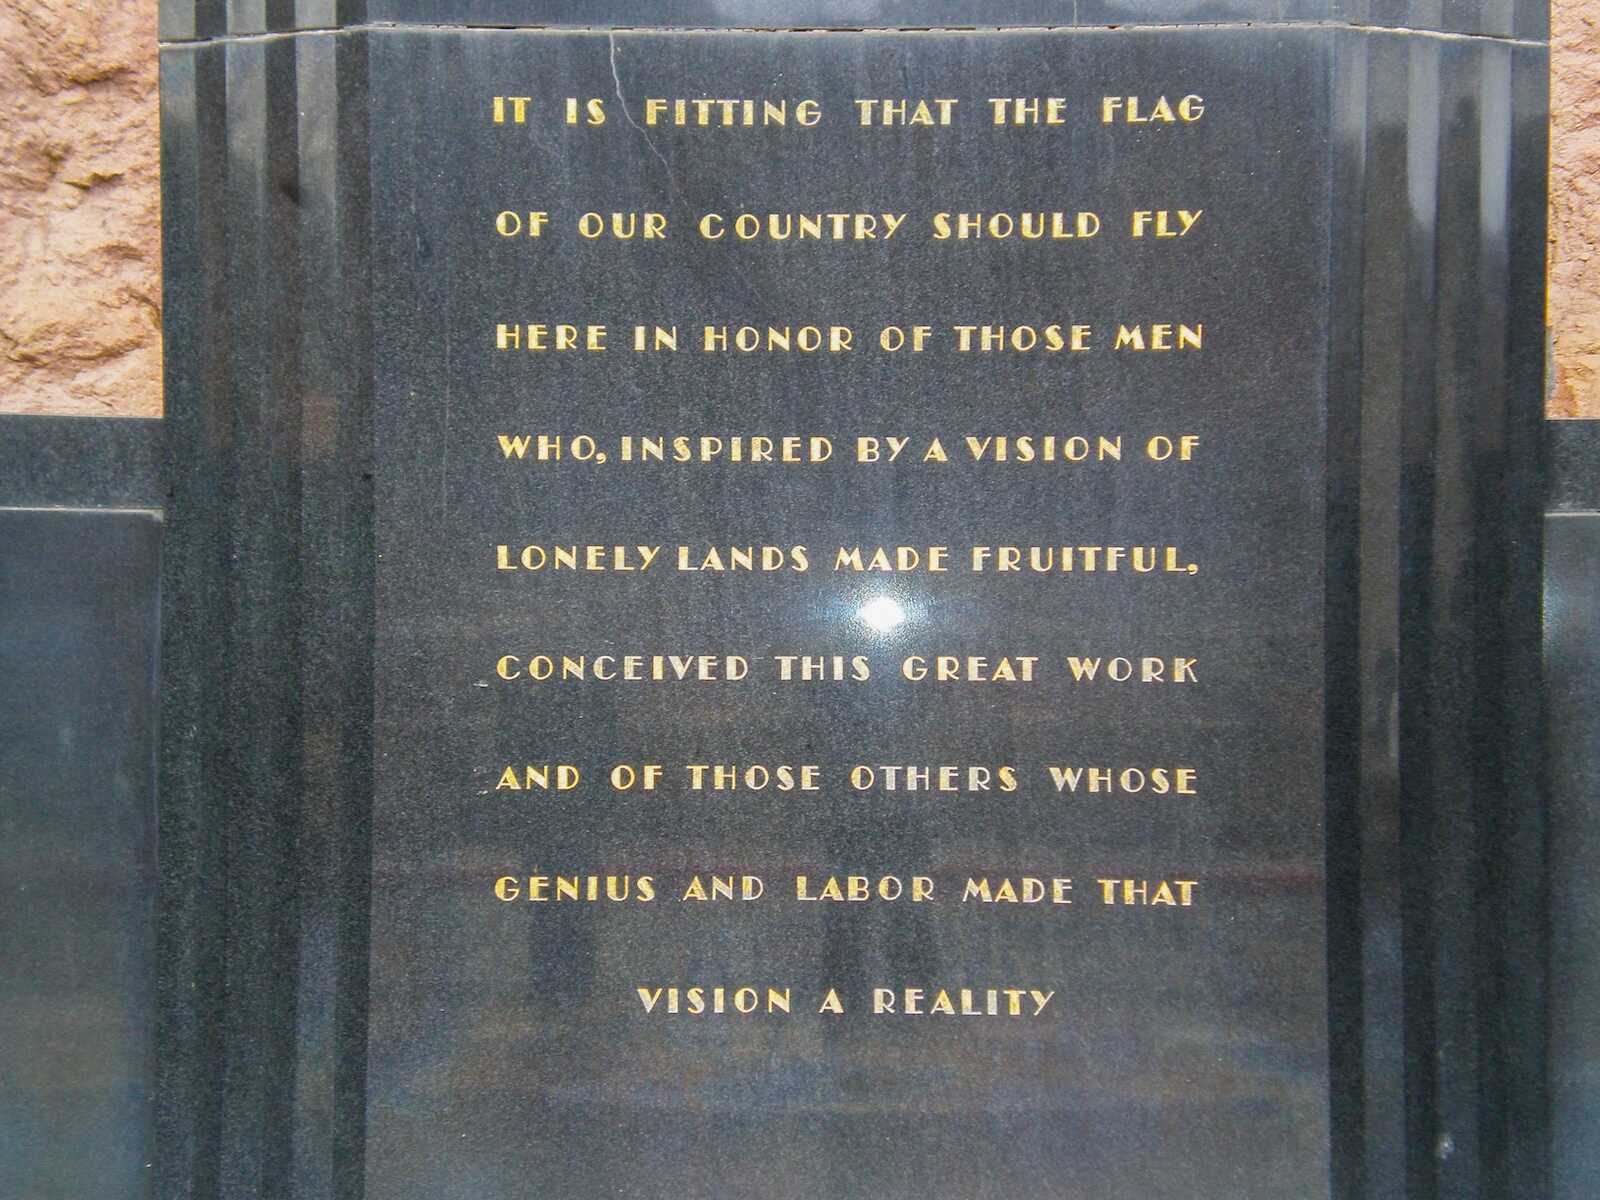 IT IS FITTING THAT THE FLAG
OF OUR COUNTRY SHOULD FLY
HERE IN HONOR OF THOSE MEN
WHO, INSPIRED BY A VISION OF
LONELY LANDS MADE FRUITFUL,
CONCEIVED THIS GREAT WORK
AND OF THOSE OTHERS WHOSE
GENIUS AND LABOR MADE THAT
VISION A REALITY